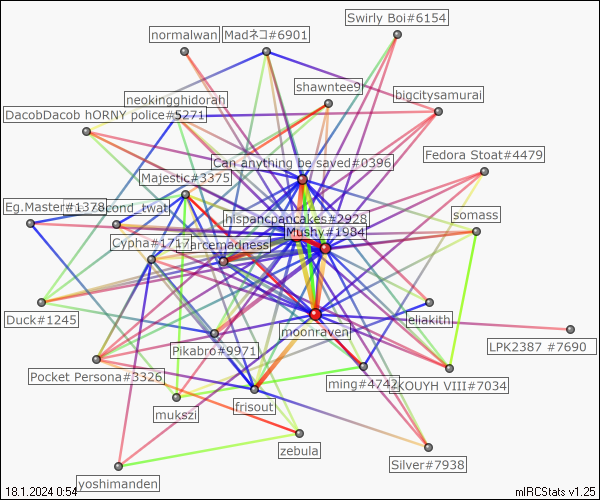 Swirly Boi#6154
normalwan
Madネコ#6901
shawntee9
bigcitysamurai
neokingghidorah
DacobDacob hORNY police#5271
Can anything be saved#0396
Fedora Stoat#4479
Majestic#3375
Eg.Master#1378
cond_twat
hispancpancakes#2928
somass
Mushy#1984
Cypha#1717
arcemedness
Duck#1245
moonraven
eliakith
LPK2387 #7690
Pikabro#9971
Pocket Persona#3326
ming#4742
KOUYH VIII#7034
mukszi
frisout
zebula
Silver#7938
yoshimanden
18.1.2024 0:54
mIRCStats v1.25